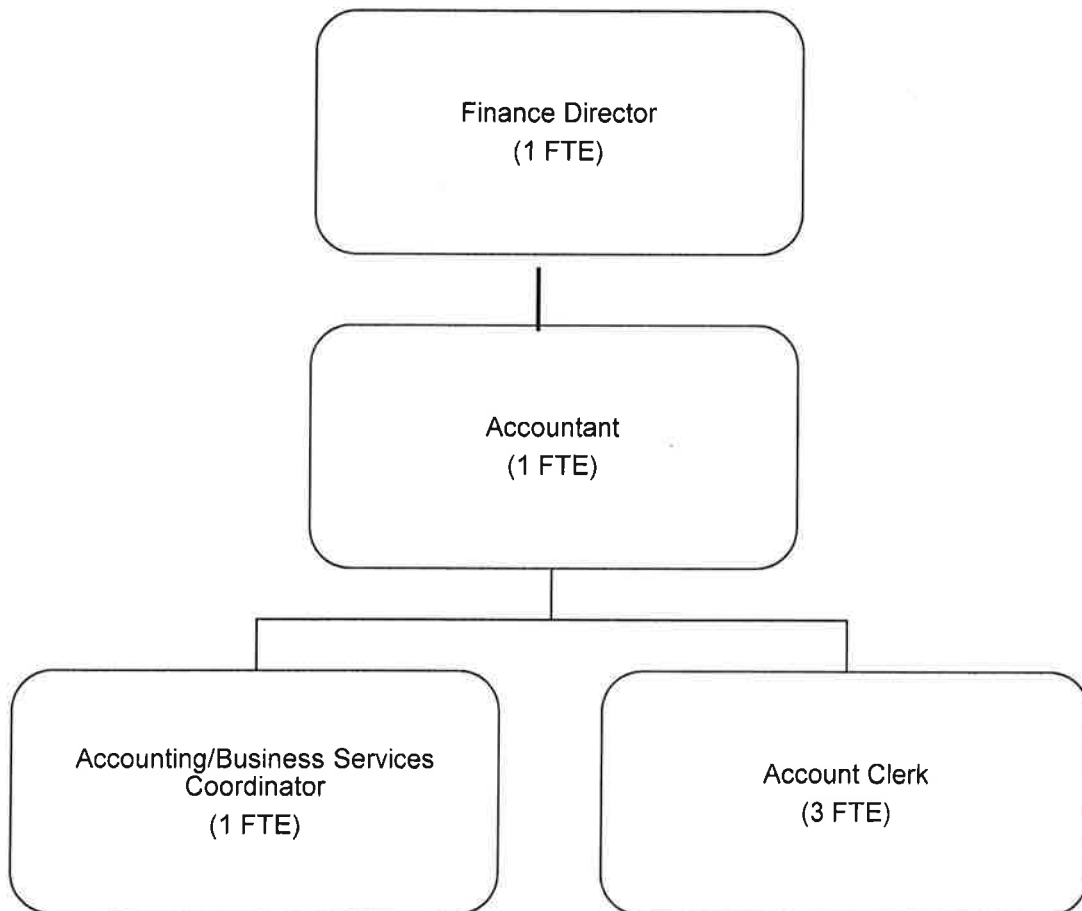 Finance Director
(1 FTE)
Accountant
(1 FTE)
Accounting/Business Services
Coordinator
(1 FTE)
Account Clerk
(3 FTE)